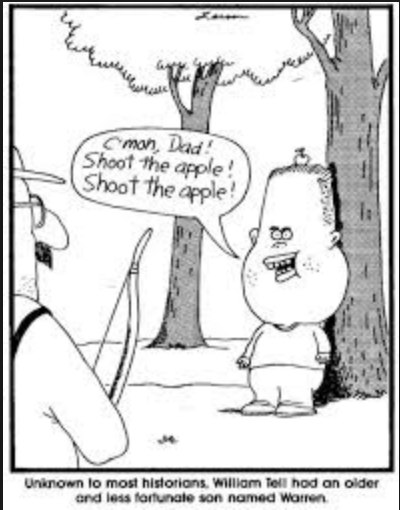 Larson
C'mon, Dad!
Shoot the apple!
Shoot the apple!
Unknown to most historians, William Tell had an older
and less fortunate son named Warren.